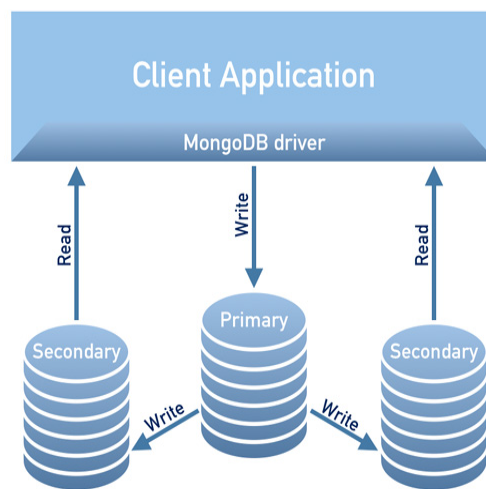 Client Application
MongoDB driver
Read
Write
Read
Primary
Secondary
Secondary
Write
Write